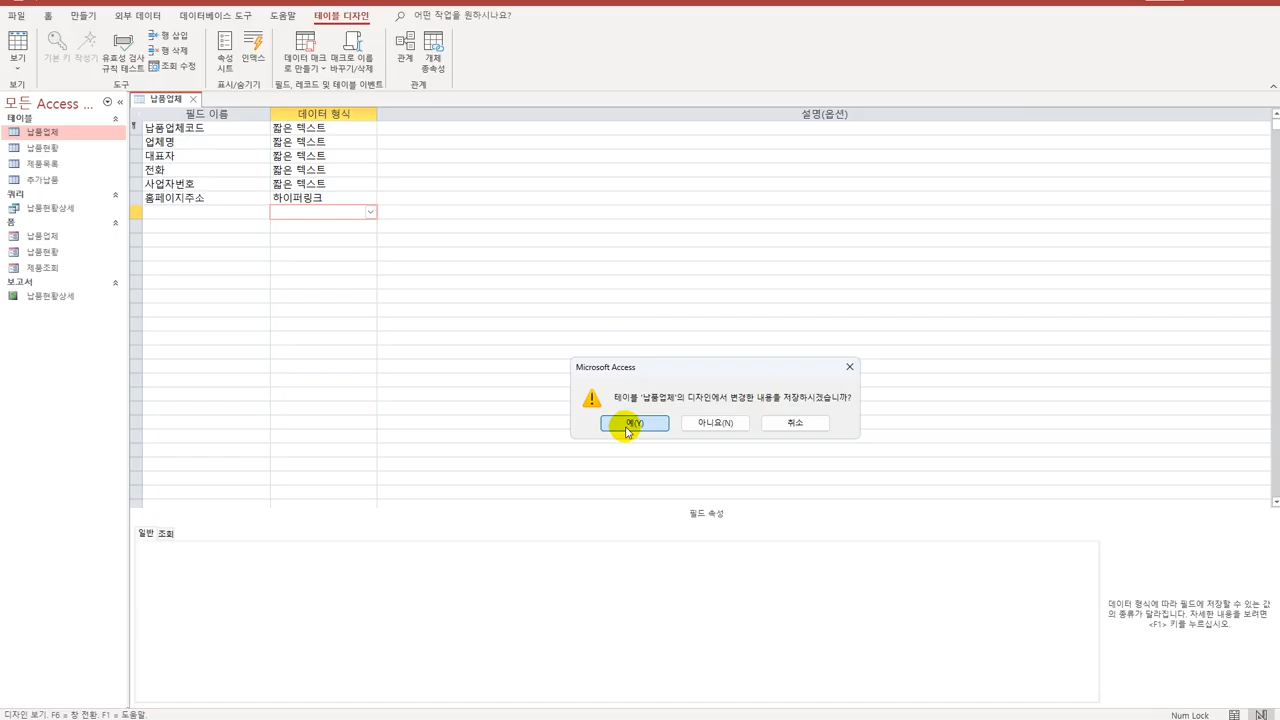 파일 홈 만들기 외부 데이터 데이터베이스 도구 도움말 테이블 디자인 어떤 작업을 원하시나요?
보기
기본 키
작성기
유효성 검사
규칙 테스트
행 삽입
행 삭제
조회 수정
속성
시트
인덱스
데이터 매크
로 만들기
매크로 이름
바꾸기/삭제
관계
개체
종속성
보기 도구 표시/숨기기 필드, 레코드 및 테이블 이벤트 관계
모든 Access ...
테이블
납품업체
납품현황
제품목록
추가납품
쿼리
납품현황상세
폼
납품업체
납품현황
제품조회
보고서
납품현황상세
납품업체
필드 이름 데이터 형식 설명(옵션)
납품업체코드 짧은 텍스트
업체명 짧은 텍스트
대표자 짧은 텍스트
전화 짧은 텍스트
사업자번호 짧은 텍스트
홈페이지주소 하이퍼링크
Microsoft Access
테이블 '납품업체'의 디자인에서 변경한 내용을 저장하시겠습니까?
예(Y) 아니요(N) 취소
필드 속성
일반 조회
데이터 형식에 따라 필드에 저장할 수 있는 값
의 종류가 달라집니다. 자세한 내용을 보려면
<F1> 키를 누르십시오.
디자인 보기. F6 = 창 전환. F1 = 도움말.
Num Lock